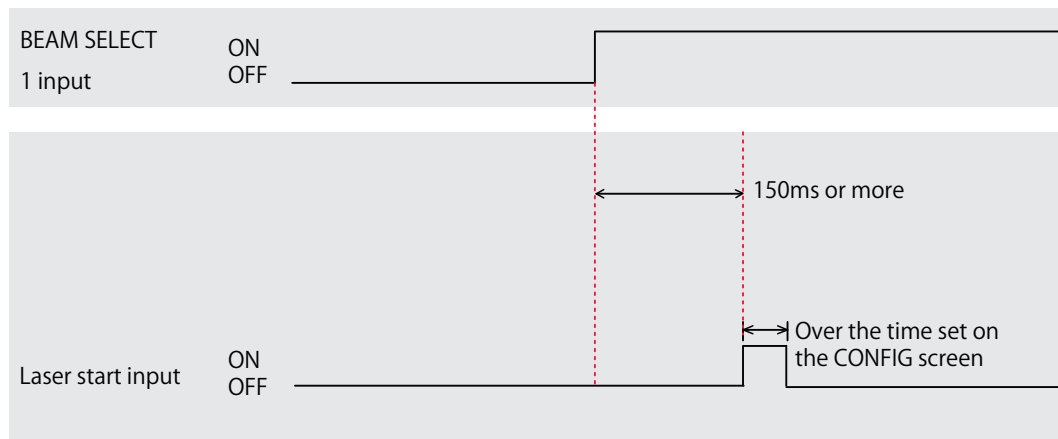 BEAM SELECT
1 input
ON
OFF
150ms or more
Over the time set on
the CONFIG screen
Laser start input
ON
OFF